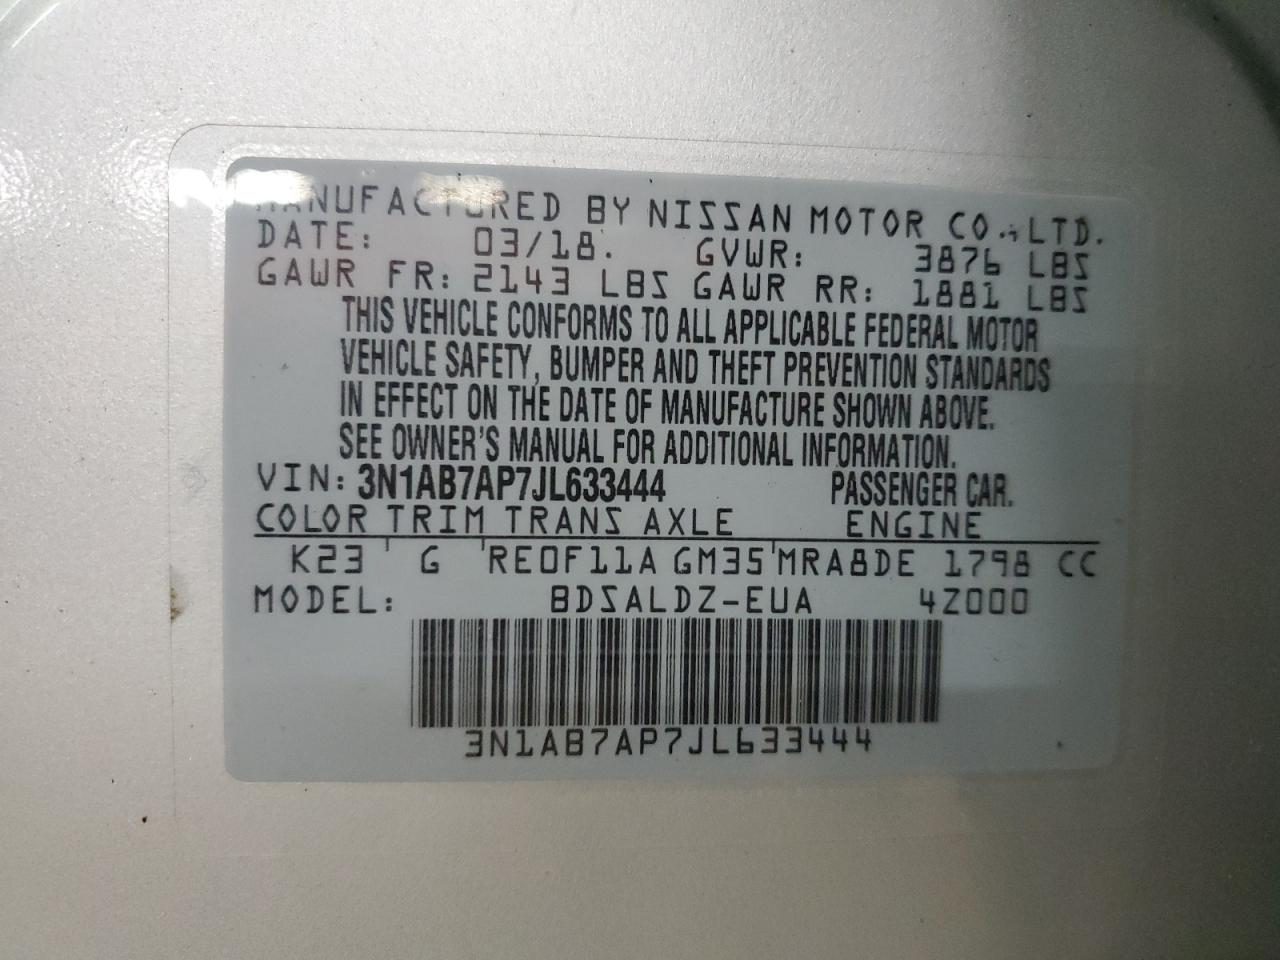 MANUFACTURED BY NISSAN MOTOR CO., LTD.
DATE: 03/18. GVWR: 3876 LBS
GAWR FR: 2143 LBS GAWR RR: 1881 LBS
THIS VEHICLE CONFORMS TO ALL APPLICABLE FEDERAL MOTOR
VEHICLE SAFETY, BUMPER AND THEFT PREVENTION STANDARDS
IN EFFECT ON THE DATE OF MANUFACTURE SHOWN ABOVE.
SEE OWNER'S MANUAL FOR ADDITIONAL INFORMATION.
VIN: 3N1AB7AP7JL633444 PASSENGER CAR.
COLOR TRIM TRANS AXLE ENGINE
K23 G RE0F11A GM35 MRA8DE 1798 CC
MODEL: BDSALDZ-EUA 4Z000
3N1AB7AP7JL633444